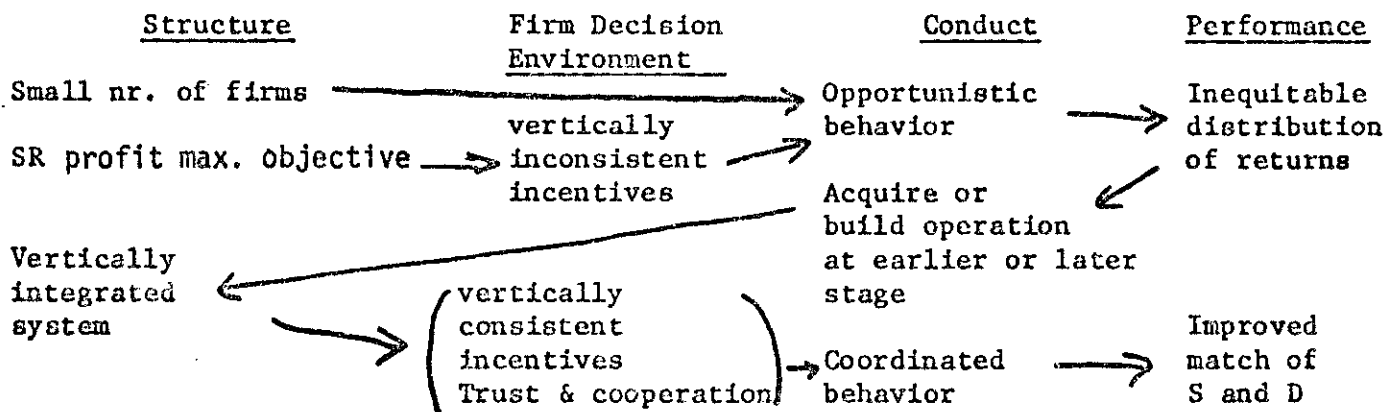 Structure
Firm Decision
Environment
Conduct
Performance
Small nr. of firms
SR profit max. objective
vertically
inconsistent
incentives
Opportunistic
behavior
Inequitable
distribution
of returns
Acquire or
build operation
at earlier or later
stage
Vertically
integrated
system
vertically
consistent
incentives
Trust & cooperation
Coordinated
behavior
Improved
match of
S and D